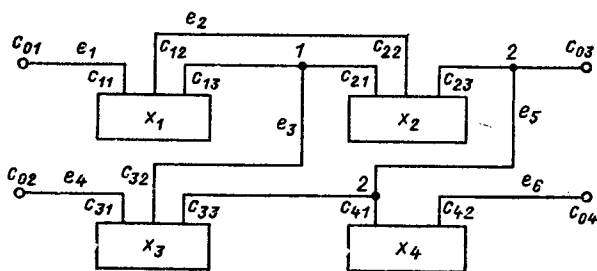 e2
c01 e1 c12 c22 1 2 c03
c11 c13 c21 c23
x1 x2
e3 e5
c02 e4 c32 2 e6
c31 c33 c41 c42 c04
x3 x4